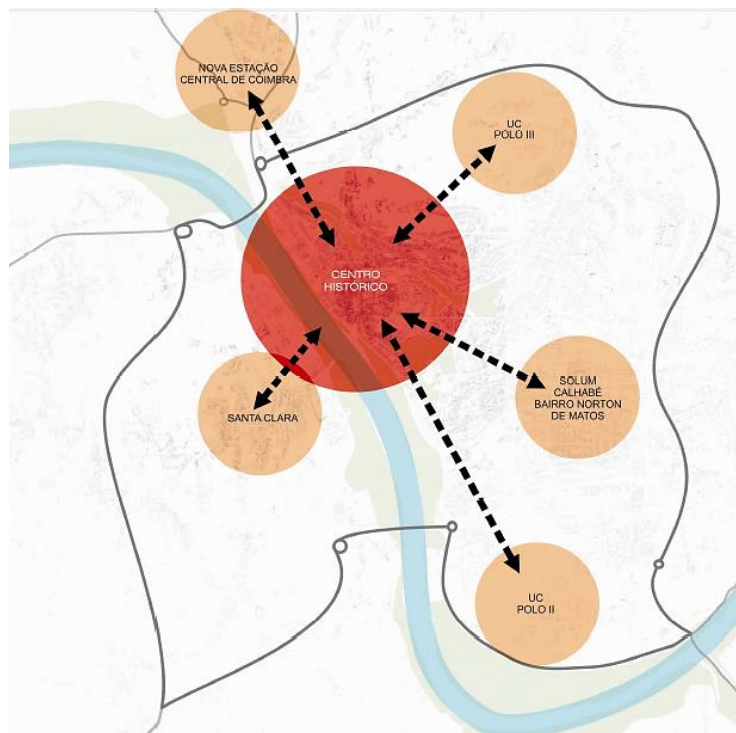 NOVA ESTAÇÃO
CENTRAL DE COIMBRA
UC
POLO III
CENTRO
HISTÓRICO
SOLUM
CALHABÉ
BAIRRO NORTON
DE MATOS
SANTA CLARA
UC
POLO II